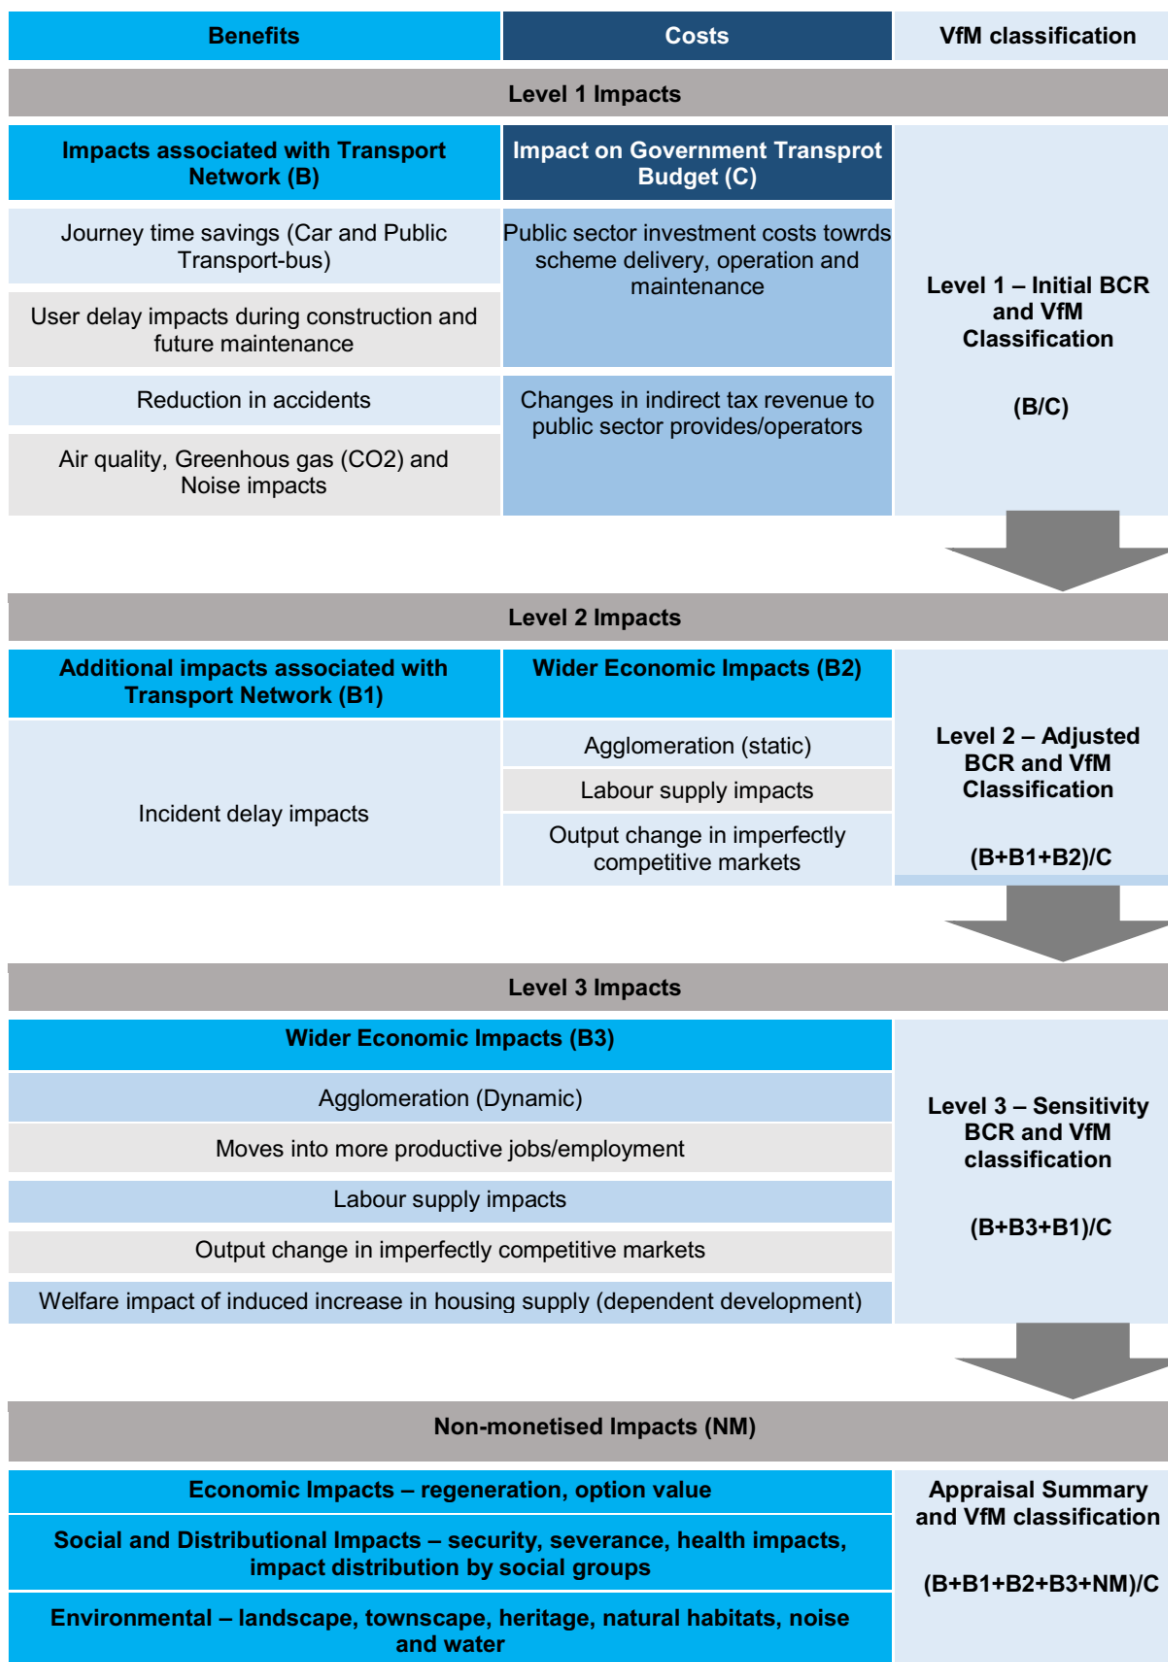 Benefits
Costs
VfM classification
Level 1 Impacts
Impacts associated with Transport
Network (B)
Impact on Government Transprot
Budget (C)
Journey time savings (Car and Public
Transport-bus)
User delay impacts during construction and
future maintenance
Reduction in accidents
Air quality, Greenhous gas (CO2) and
Noise impacts
Public sector investment costs towrds
scheme delivery, operation and
maintenance
Changes in indirect tax revenue to
public sector provides/operators
Level 1 – Initial BCR
and VfM
Classification
(B/C)
Level 2 Impacts
Additional impacts associated with
Transport Network (B1)
Wider Economic Impacts (B2)
Incident delay impacts
Agglomeration (static)
Labour supply impacts
Output change in imperfectly
competitive markets
Level 2 – Adjusted
BCR and VfM
Classification
(B+B1+B2)/C
Level 3 Impacts
Wider Economic Impacts (B3)
Agglomeration (Dynamic)
Moves into more productive jobs/employment
Labour supply impacts
Output change in imperfectly competitive markets
Welfare impact of induced increase in housing supply (dependent development)
Level 3 – Sensitivity
BCR and VfM
classification
(B+B3+B1)/C
Non-monetised Impacts (NM)
Economic Impacts – regeneration, option value
Social and Distributional Impacts – security, severance, health impacts,
impact distribution by social groups
Environmental – landscape, townscape, heritage, natural habitats, noise
and water
Appraisal Summary
and VfM classification
(B+B1+B2+B3+NM)/C